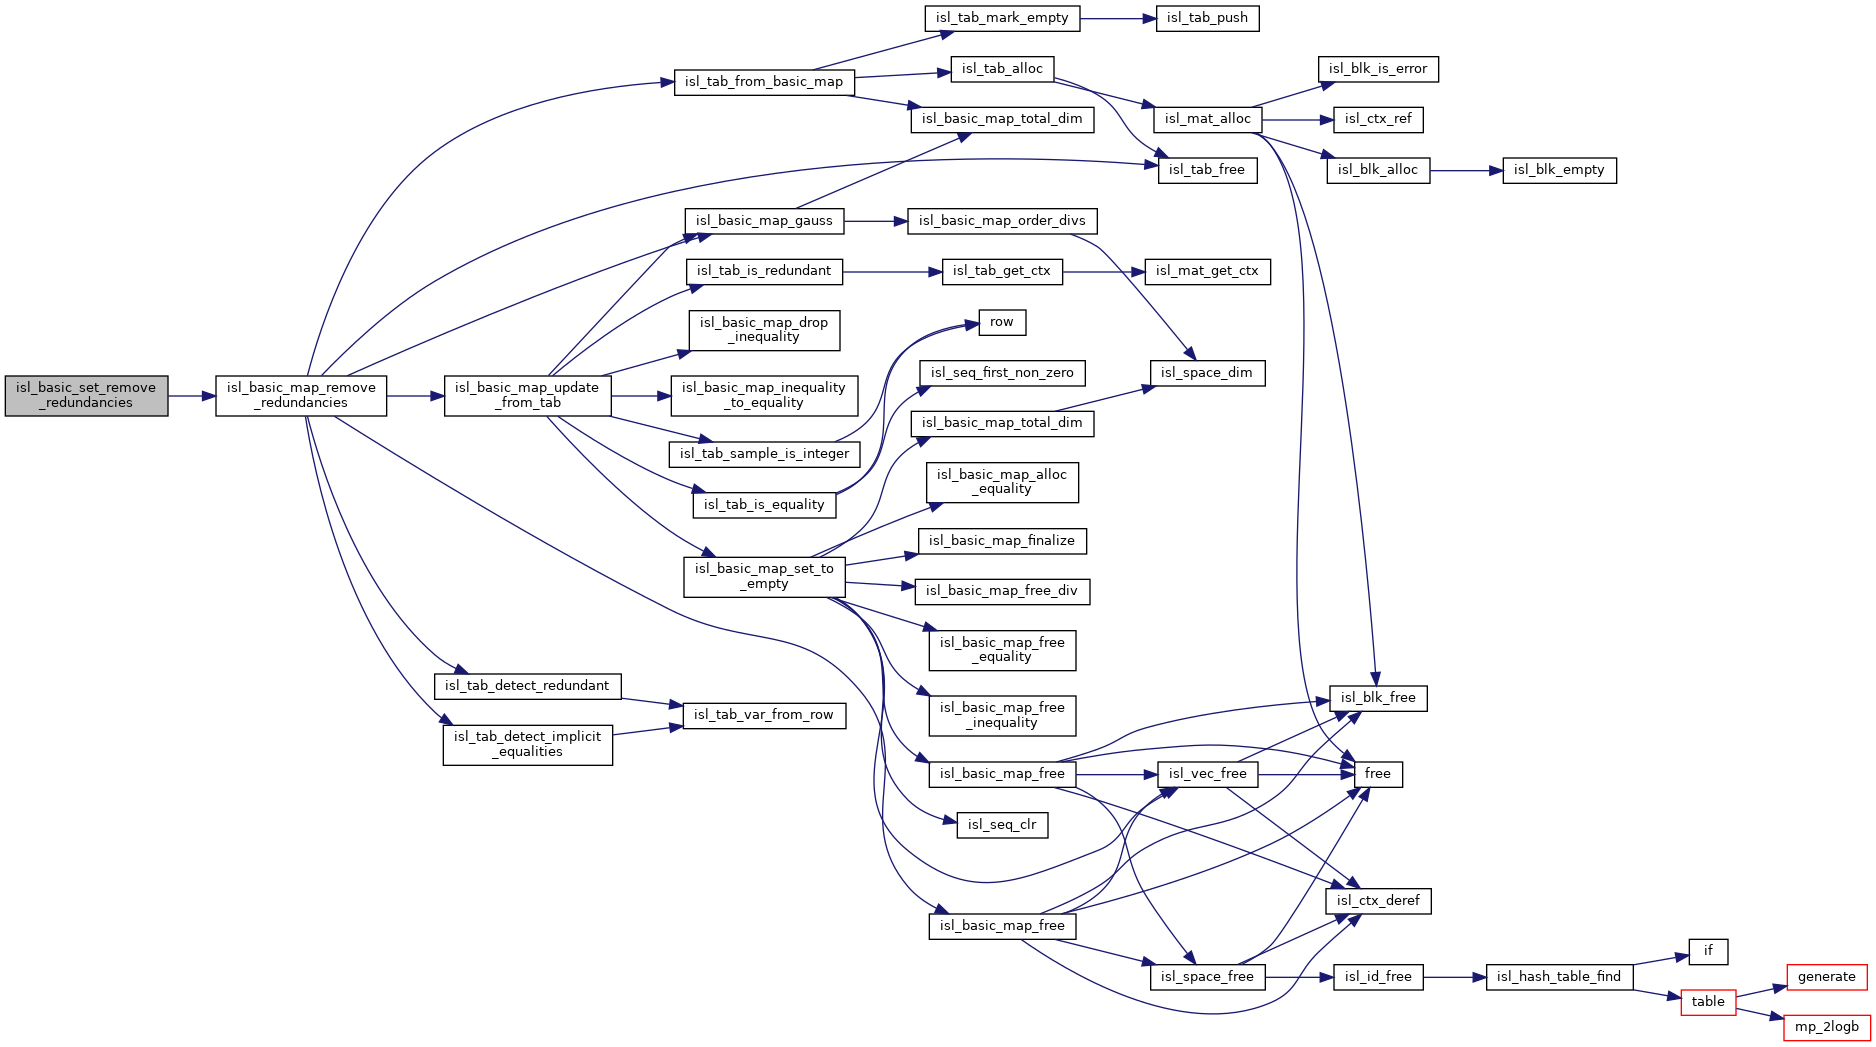 isl_basic_set_remove
_redundancies
isl_basic_map_remove
_redundancies
isl_tab_from_basic_map
isl_tab_mark_empty
isl_tab_push
isl_tab_alloc
isl_basic_map_total_dim
isl_mat_alloc
isl_blk_is_error
isl_ctx_ref
isl_blk_alloc
isl_blk_empty
isl_tab_free
isl_basic_map_gauss
isl_basic_map_order_divs
isl_tab_is_redundant
isl_tab_get_ctx
isl_mat_get_ctx
isl_basic_map_drop
_inequality
row
isl_basic_map_update
_from_tab
isl_basic_map_inequality
_to_equality
isl_seq_first_non_zero
isl_space_dim
isl_tab_sample_is_integer
isl_basic_map_total_dim
isl_tab_is_equality
isl_basic_map_alloc
_equality
isl_basic_map_set_to
_empty
isl_basic_map_finalize
isl_basic_map_free_div
isl_basic_map_free
_equality
isl_basic_map_free
_inequality
isl_tab_detect_redundant
isl_tab_var_from_row
isl_tab_detect_implicit
_equalities
isl_blk_free
isl_basic_map_free
isl_vec_free
free
isl_seq_clr
isl_ctx_deref
isl_basic_map_free
isl_space_free
isl_id_free
isl_hash_table_find
if
table
generate
mp_2logb